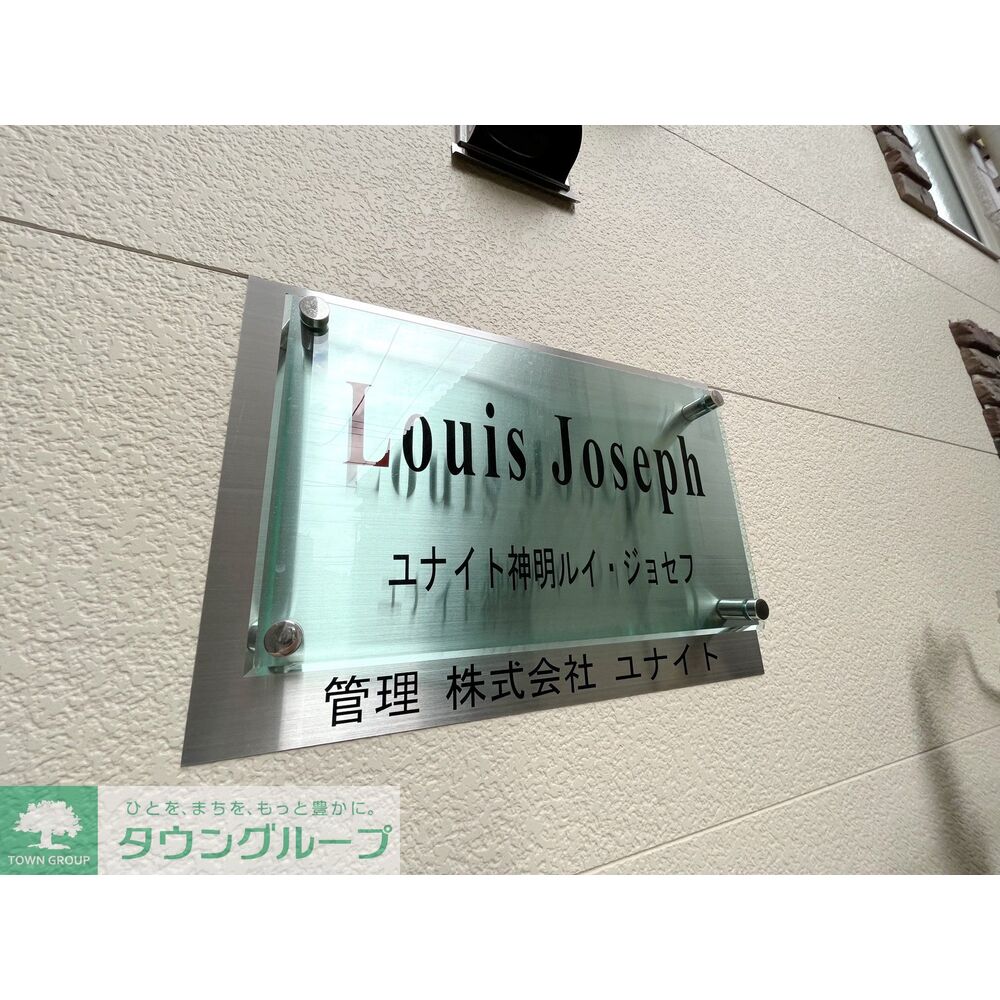 Louis Joseph
ユナイト神明ルイ・ジョセフ
管理 株式会社 ユナイト
ひとを、まちを、もっと豊かに。
タウングループ
TOWN GROUP